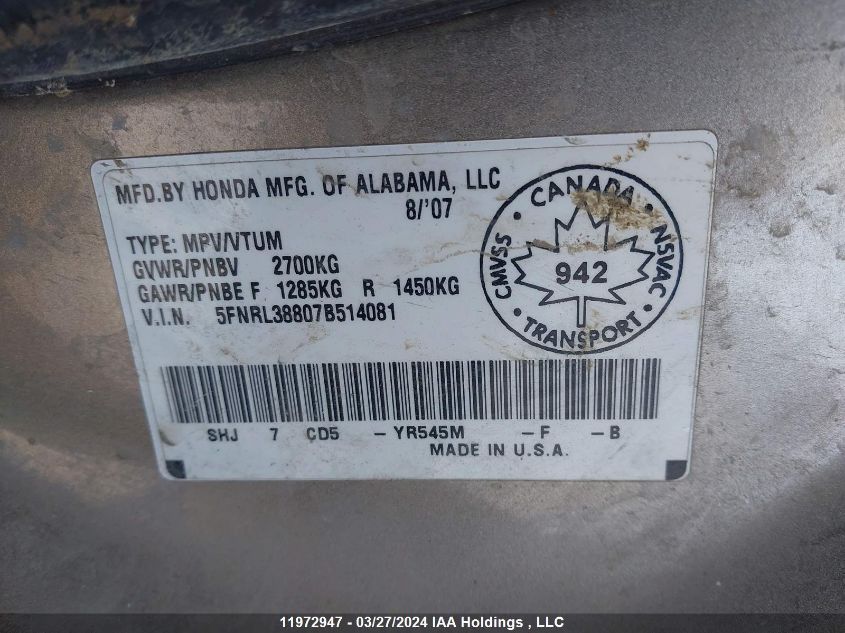 MFD.BY HONDA MFG. OF ALABAMA, LLC
8/'07
TYPE: MPV/VTUM
GVWR/PNBV 2700KG
GAWR/PNBE F 1285KG R 1450KG
V.I.N. 5FNRL38807B514081
CANADA
CMVSS · NSVAC
942
· TRANSPORT ·
SHJ 7 CD5 - YR545M - F - B
MADE IN U.S.A.
11972947 - 03/27/2024 IAA Holdings , LLC